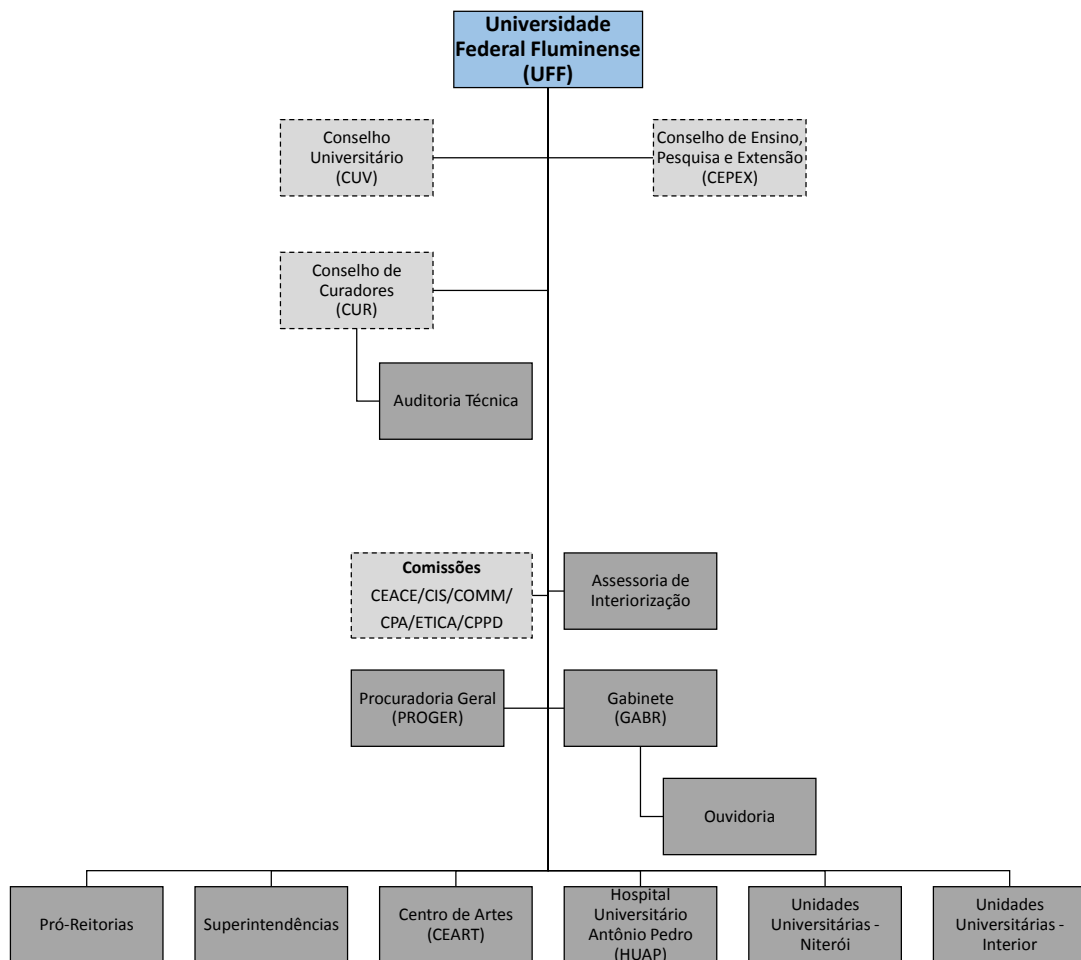 Universidade
Federal Fluminense
(UFF)
Conselho
Universitário
(CUV)
Conselho de Ensino,
Pesquisa e Extensão
(CEPEX)
Conselho de
Curadores
(CUR)
Auditoria Técnica
Comissões
CEACE/CIS/COMM/
CPA/ETICA/CPPD
Assessoria de
Interiorização
Procuradoria Geral
(PROGER)
Gabinete
(GABR)
Ouvidoria
Pró-Reitorias
Superintendências
Centro de Artes
(CEART)
Hospital
Universitário
Antônio Pedro
(HUAP)
Unidades
Universitárias -
Niterói
Unidades
Universitárias -
Interior